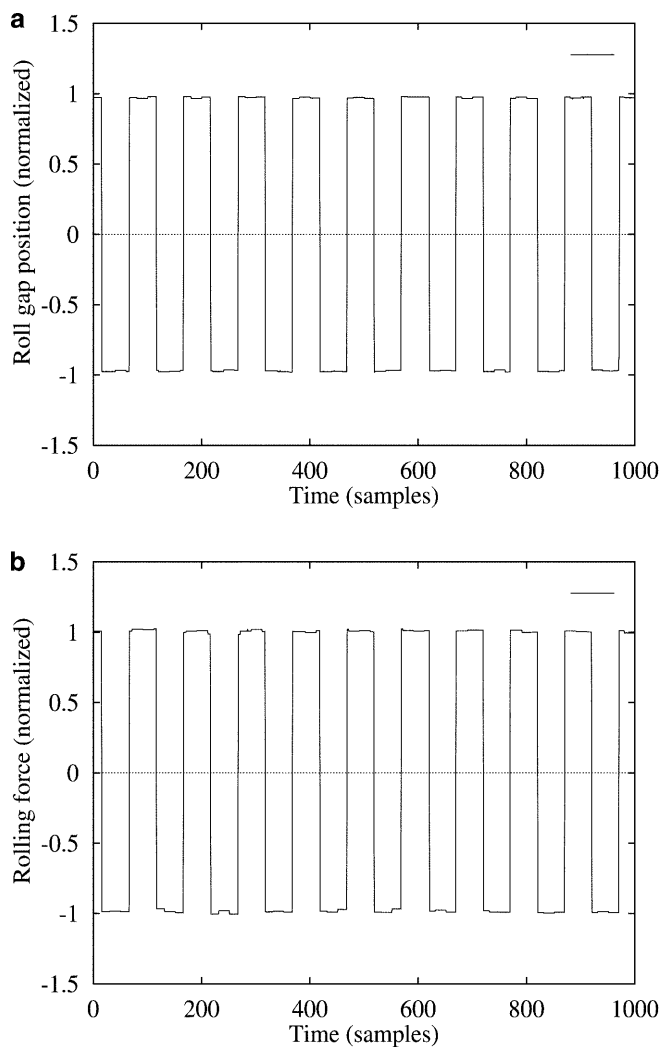 a
1.5
1
0.5
0
-0.5
-1
-1.5
Roll gap position (normalized)
0 200 400 600 800 1000
Time (samples)
b
1.5
1
0.5
0
-0.5
-1
-1.5
Rolling force (normalized)
0 200 400 600 800 1000
Time (samples)